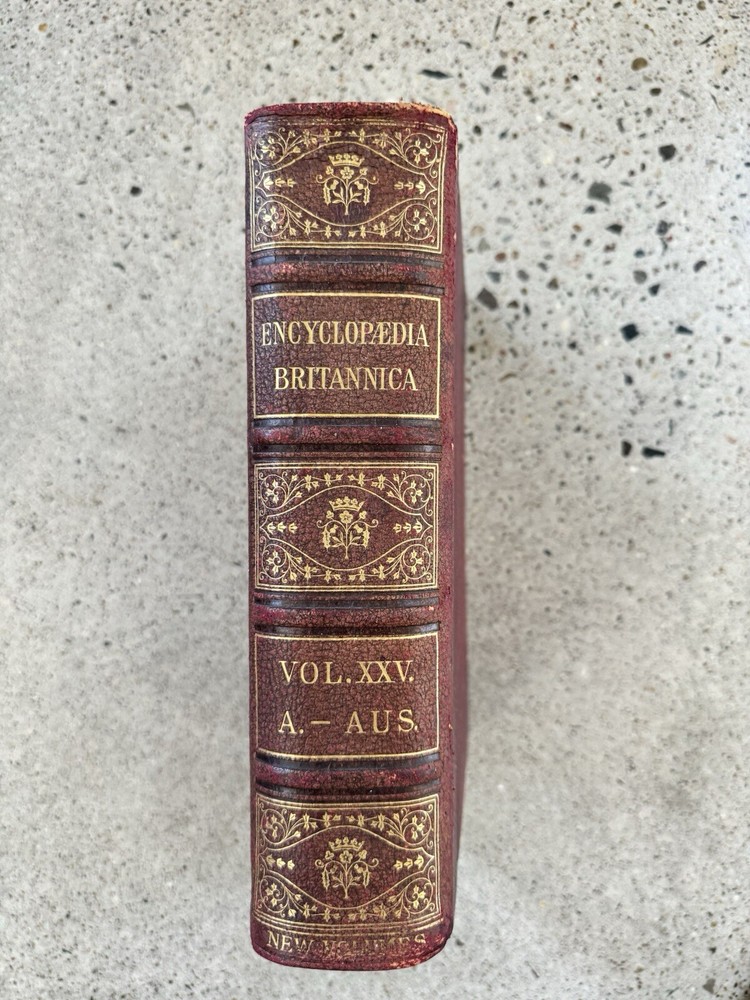 ENCYCLOPÆDIA
BRITANNICA
VOL. XXV.
A. – AUS.
NEW VOLUMES